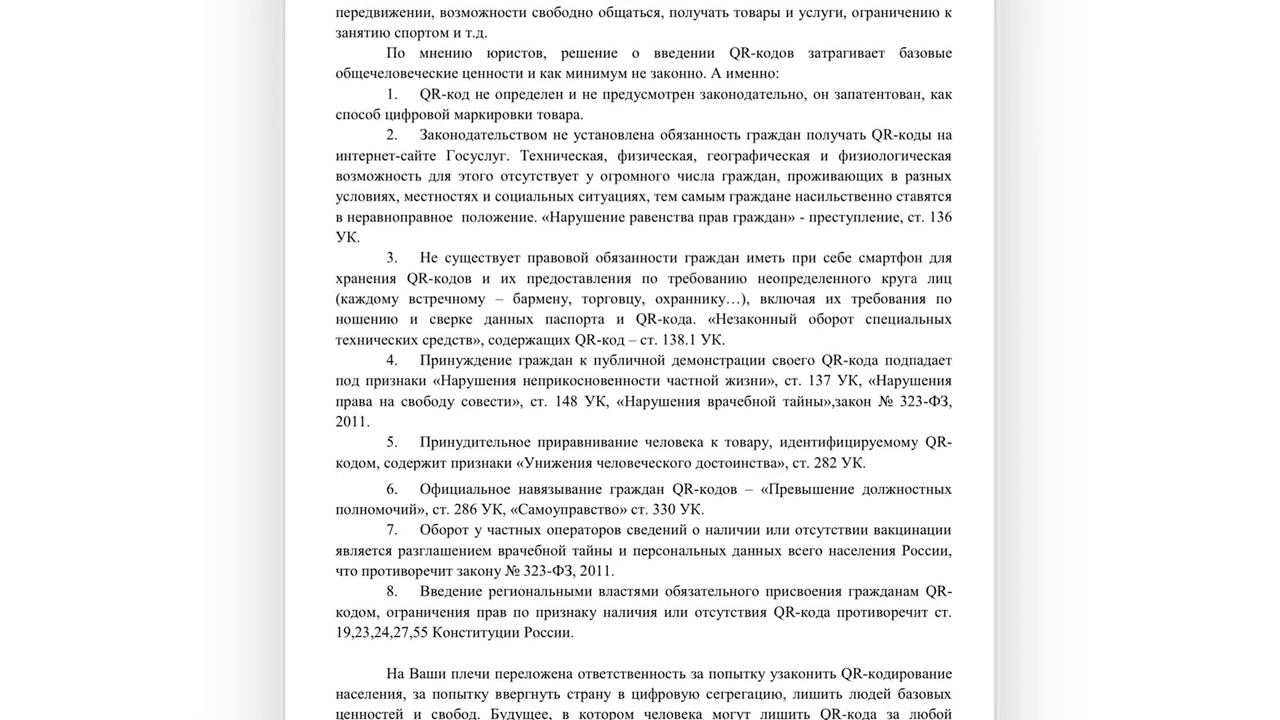 передвижении, возможности свободно общаться, получать товары и услуги, ограничению к
занятию спортом и т.д.
По мнению юристов, решение о введении QR-кодов затрагивает базовые
общечеловеческие ценности и как минимум не законно. А именно:
1. QR-код не определен и не предусмотрен законодательно, он запатентован, как
способ цифровой маркировки товара.
2. Законодательством не установлена обязанность граждан получать QR-коды на
интернет-сайте Госуслуг. Техническая, физическая, географическая и физиологическая
возможность для этого отсутствует у огромного числа граждан, проживающих в разных
условиях, местностях и социальных ситуациях, тем самым граждане насильственно ставятся
в неравноправное положение. «Нарушение равенства прав граждан» - преступление, ст. 136
УК.
3. Не существует правовой обязанности граждан иметь при себе смартфон для
хранения QR-кодов и их предоставления по требованию неопределенного круга лиц
(каждому встречному – бармену, торговцу, охраннику…), включая их требования по
ношению и сверке данных паспорта и QR-кода. «Незаконный оборот специальных
технических средств», содержащих QR-код – ст. 138.1 УК.
4. Принуждение граждан к публичной демонстрации своего QR-кода подпадает
под признаки «Нарушения неприкосновенности частной жизни», ст. 137 УК, «Нарушения
права на свободу совести», ст. 148 УК, «Нарушения врачебной тайны»,закон № 323-ФЗ,
2011.
5. Принудительное приравнивание человека к товару, идентифицируемому QR-
кодом, содержит признаки «Унижения человеческого достоинства», ст. 282 УК.
6. Официальное навязывание граждан QR-кодов – «Превышение должностных
полномочий», ст. 286 УК, «Самоуправство» ст. 330 УК.
7. Оборот у частных операторов сведений о наличии или отсутствии вакцинации
является разглашением врачебной тайны и персональных данных всего населения России,
что противоречит закону № 323-ФЗ, 2011.
8. Введение региональными властями обязательного присвоения гражданам QR-
кодом, ограничения прав по признаку наличия или отсутствия QR-кода противоречит ст.
19,23,24,27,55 Конституции России.
На Ваши плечи переложена ответственность за попытку узаконить QR-кодирование
населения, за попытку ввергнуть страну в цифровую сегрегацию, лишить людей базовых
ценностей и свобод. Будущее, в котором человека могут лишить QR-кода за любой